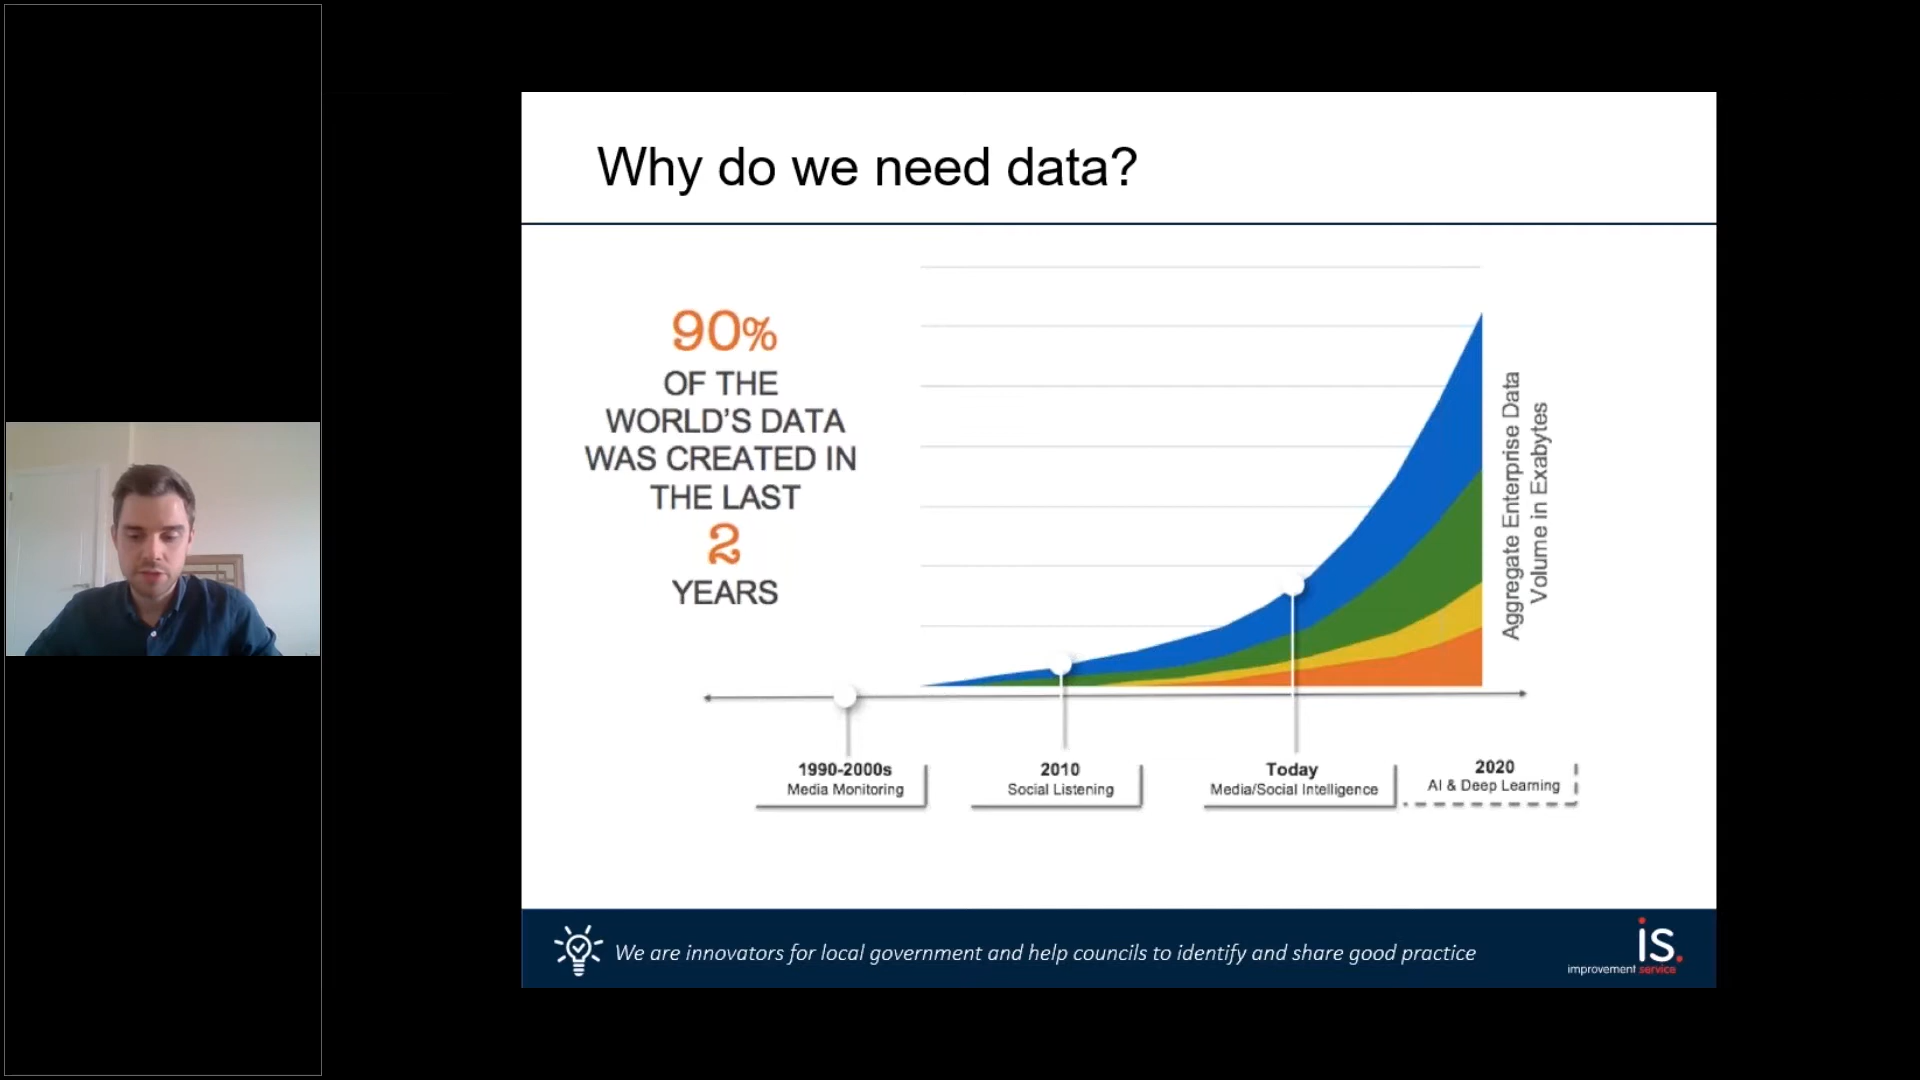 Why do we need data?
90%
OF THE
WORLD'S DATA
WAS CREATED IN
THE LAST
2
YEARS
Aggregate Enterprise Data
Volume in Exabytes
1990-2000s
Media Monitoring
2010
Social Listening
Today
Media/Social Intelligence
2020
AI & Deep Learning
We are innovators for local government and help councils to identify and share good practice
is.
improvement service